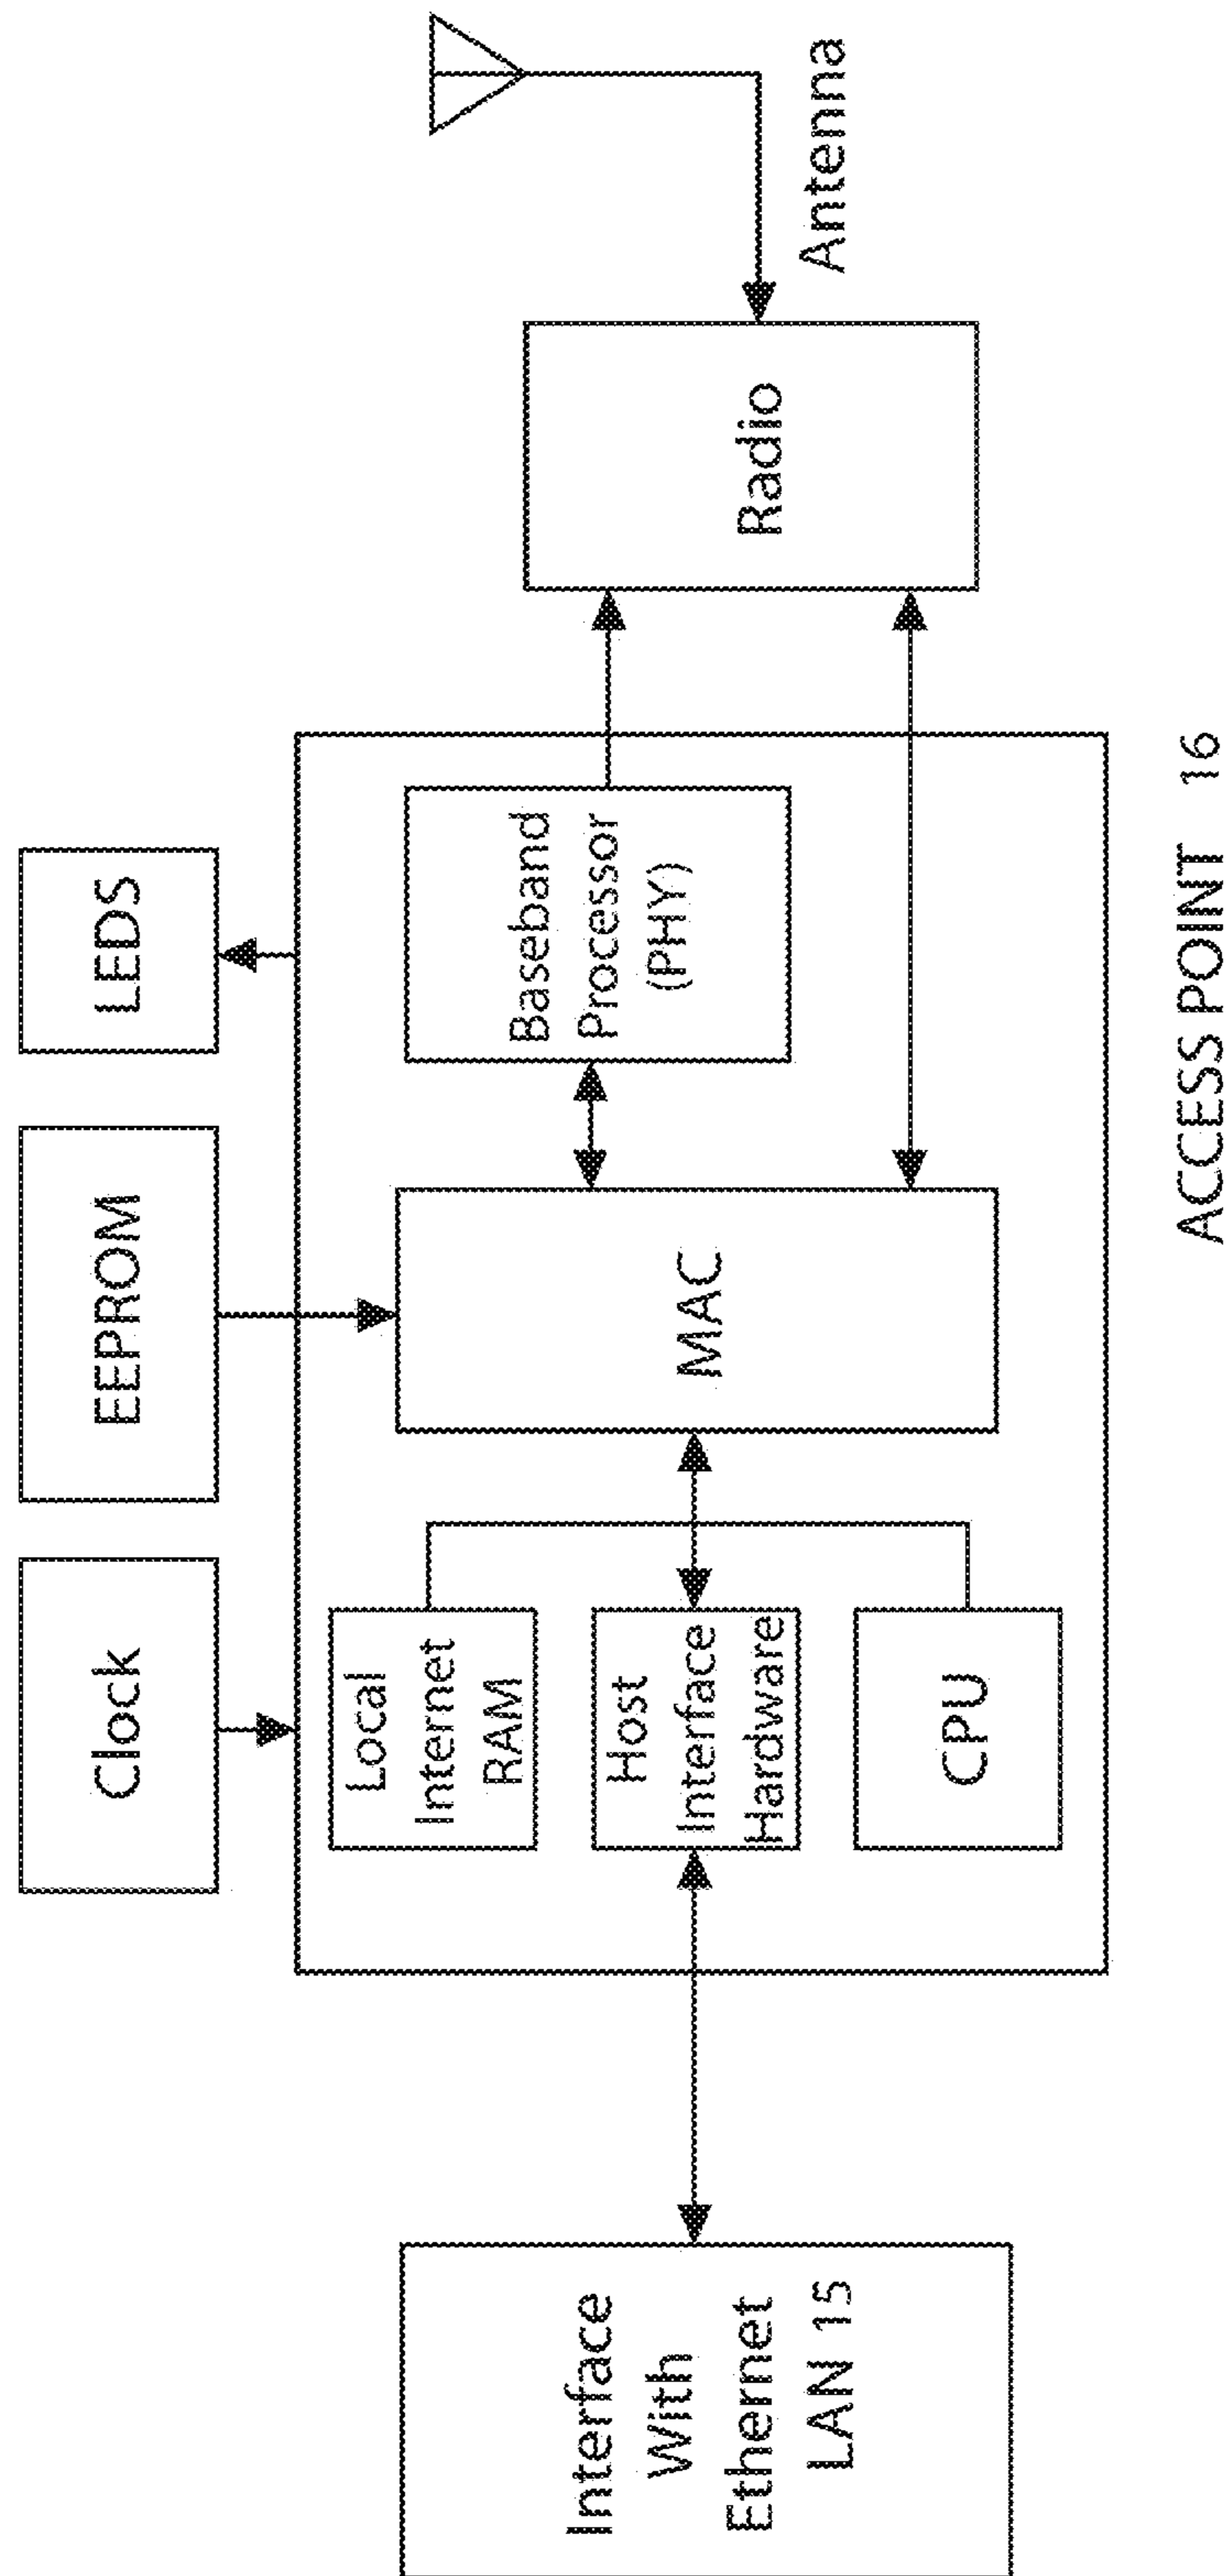 Clock
EEPROM
LEDS
Local
Internet
RAM
Host
Interface
Hardware
CPU
MAC
Baseband
Processor
(PHY)
Radio
Antenna
Interface
With
Ethernet
LAN 15
ACCESS POINT 16